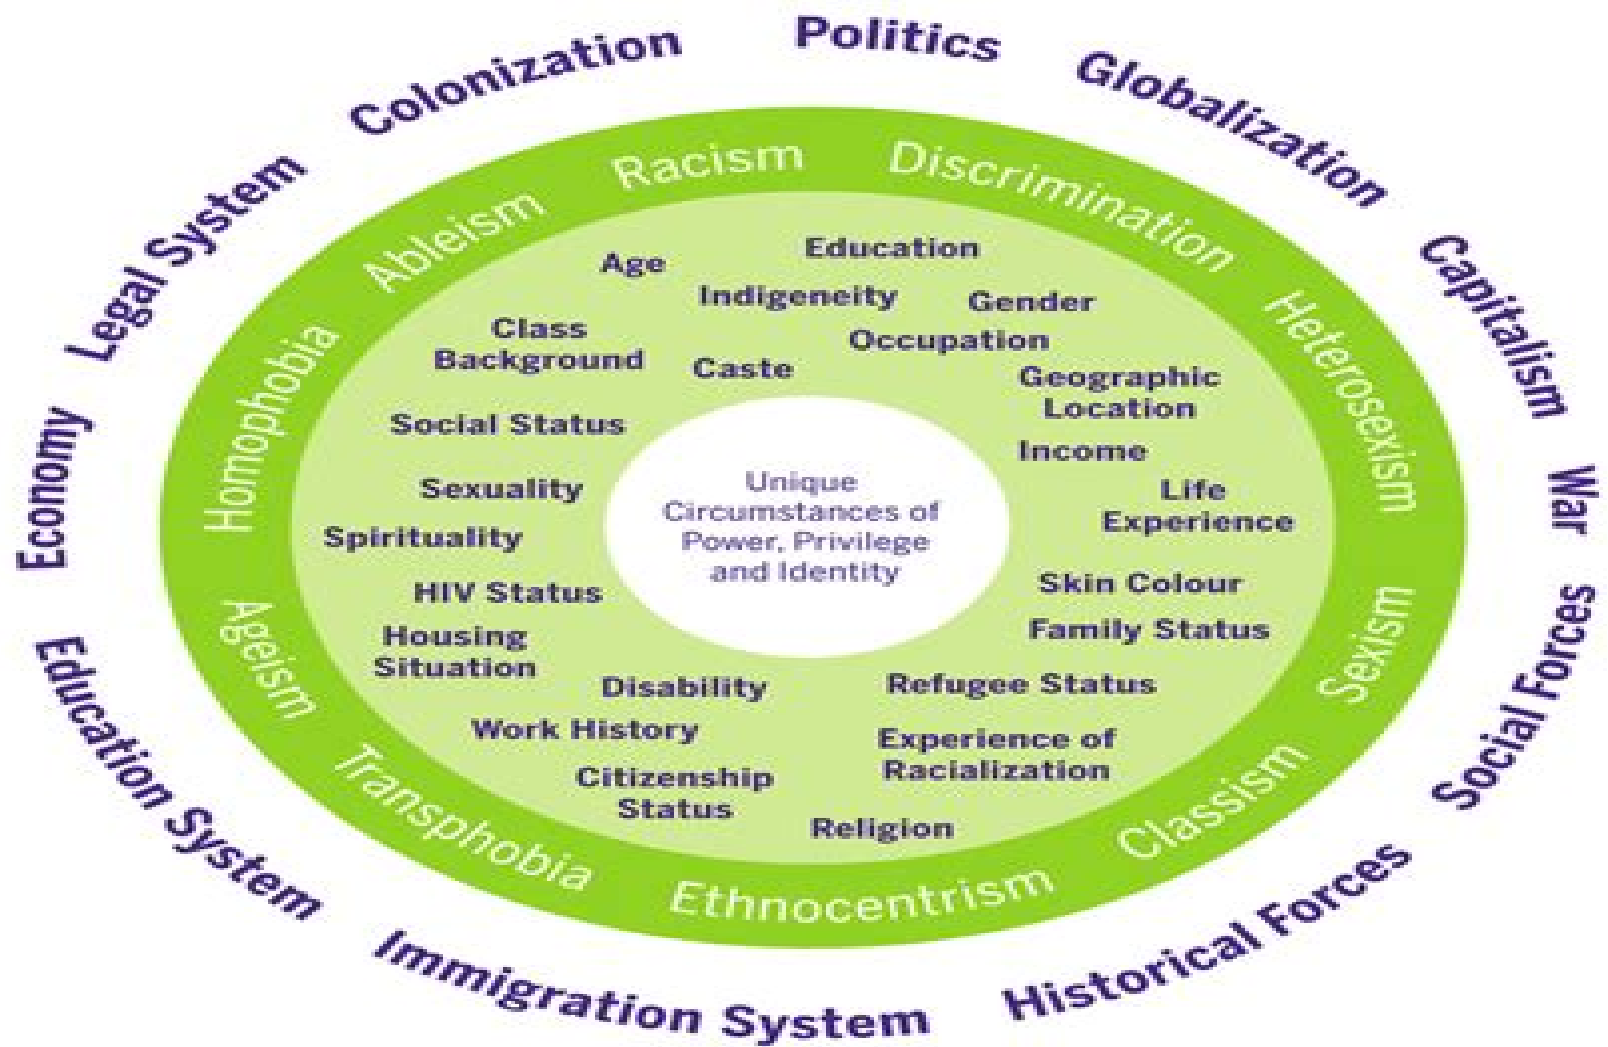 Politics
Globalization
Capitalism
War
Social Forces
Historical Forces
Immigration System
Education System
Economy
Legal System
Colonization
Racism
Discrimination
Heterosexism
Sexism
Classism
Ethnocentrism
Transphobia
Ageism
Homophobia
Ableism
Age
Education
Indigeneity
Gender
Class
Background
Occupation
Caste
Geographic
Location
Social Status
Income
Sexuality
Life
Experience
Spirituality
HIV Status
Skin Colour
Housing
Situation
Family Status
Disability
Refugee Status
Work History
Experience of
Racialization
Citizenship
Status
Religion
Unique
Circumstances of
Power, Privilege
and Identity